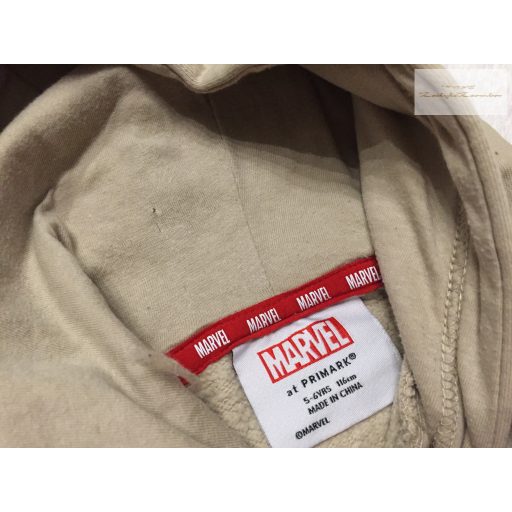 MARVEL MARVEL MARVEL MARVEL
MARVEL
at PRIMARK®
5-6YRS 116cm
MADE IN CHINA
©MARVEL